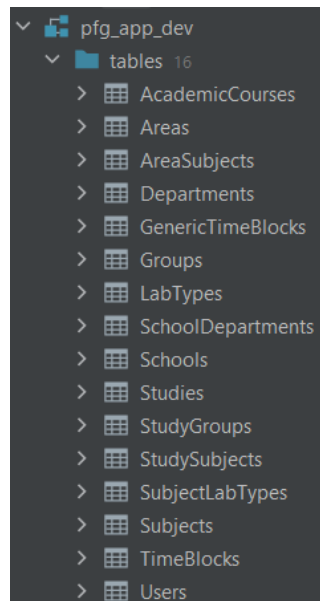 pfg_app_dev
tables 16
AcademicCourses
Areas
AreaSubjects
Departments
GenericTimeBlocks
Groups
LabTypes
SchoolDepartments
Schools
Studies
StudyGroups
StudySubjects
SubjectLabTypes
Subjects
TimeBlocks
Users